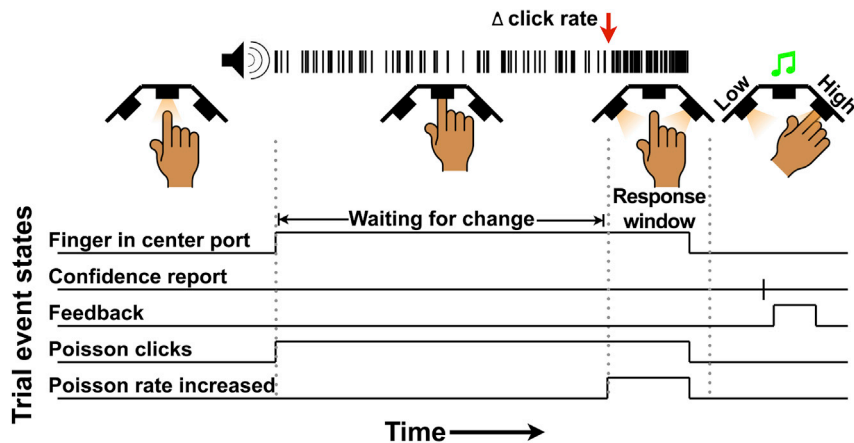 Δ click rate
Low
High
Waiting for change
Response
window
Trial event states
Finger in center port
Confidence report
Feedback
Poisson clicks
Poisson rate increased
Time